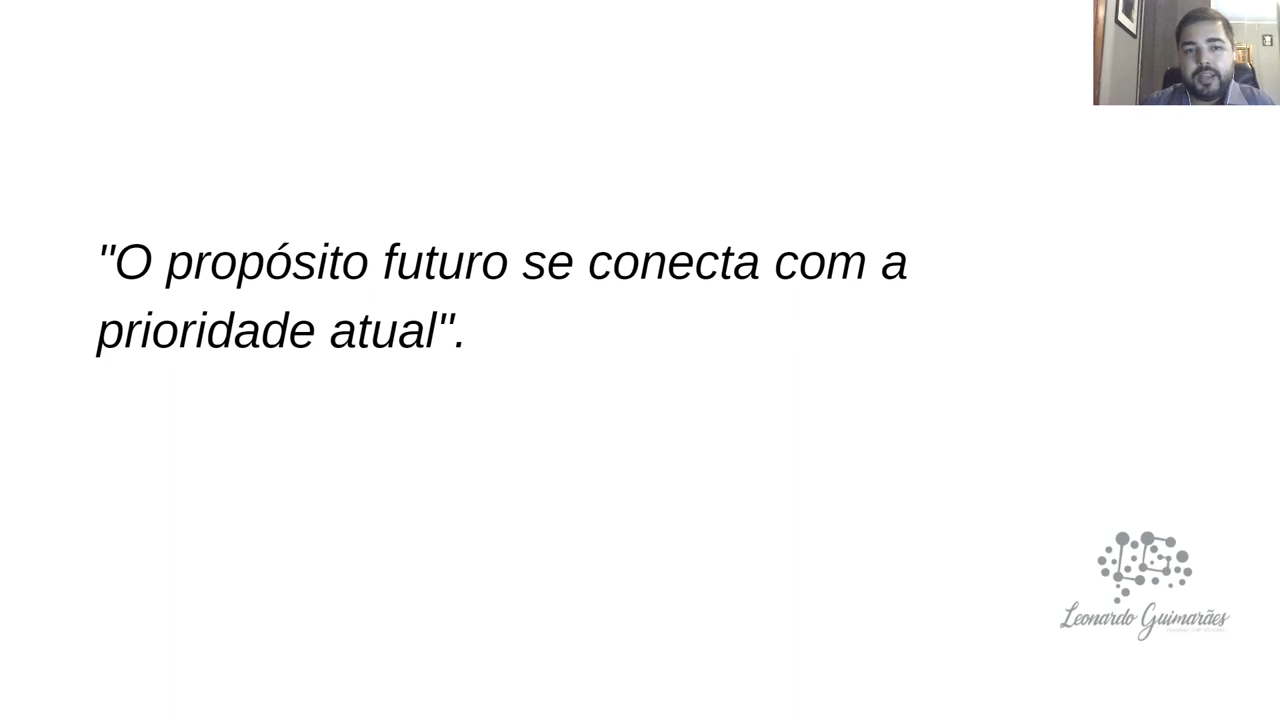 "O propósito futuro se conecta com a
prioridade atual".
Leonardo Guimarães